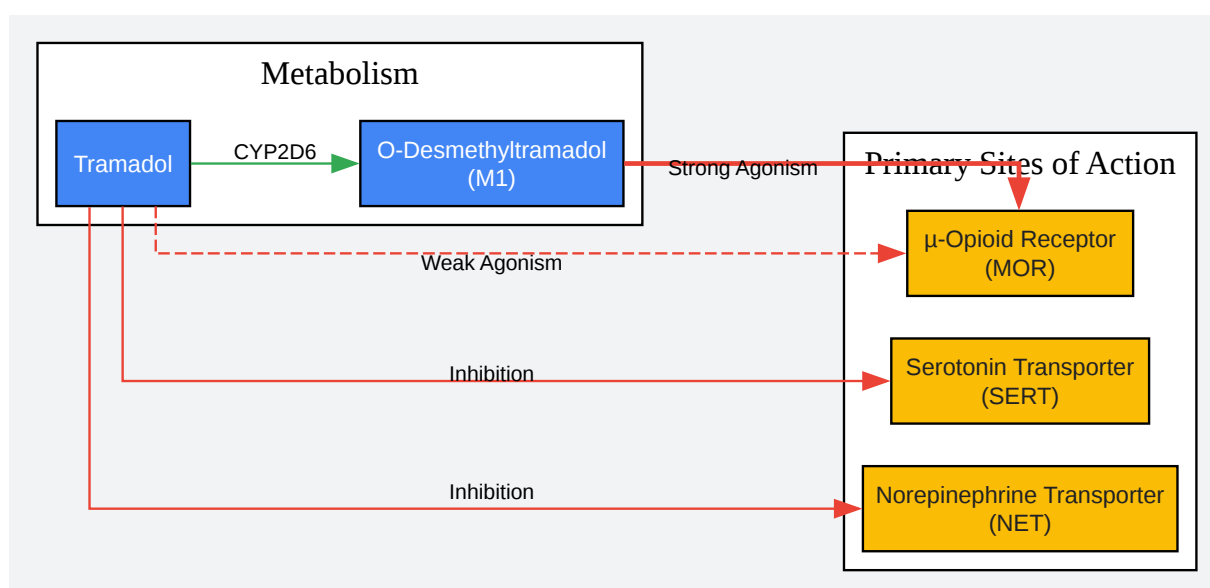 Metabolism
Tramadol
CYP2D6
O-Desmethyltramadol
(M1)
Strong Agonism
Primary Sites of Action
µ-Opioid Receptor
(MOR)
Weak Agonism
Inhibition
Serotonin Transporter
(SERT)
Inhibition
Norepinephrine Transporter
(NET)